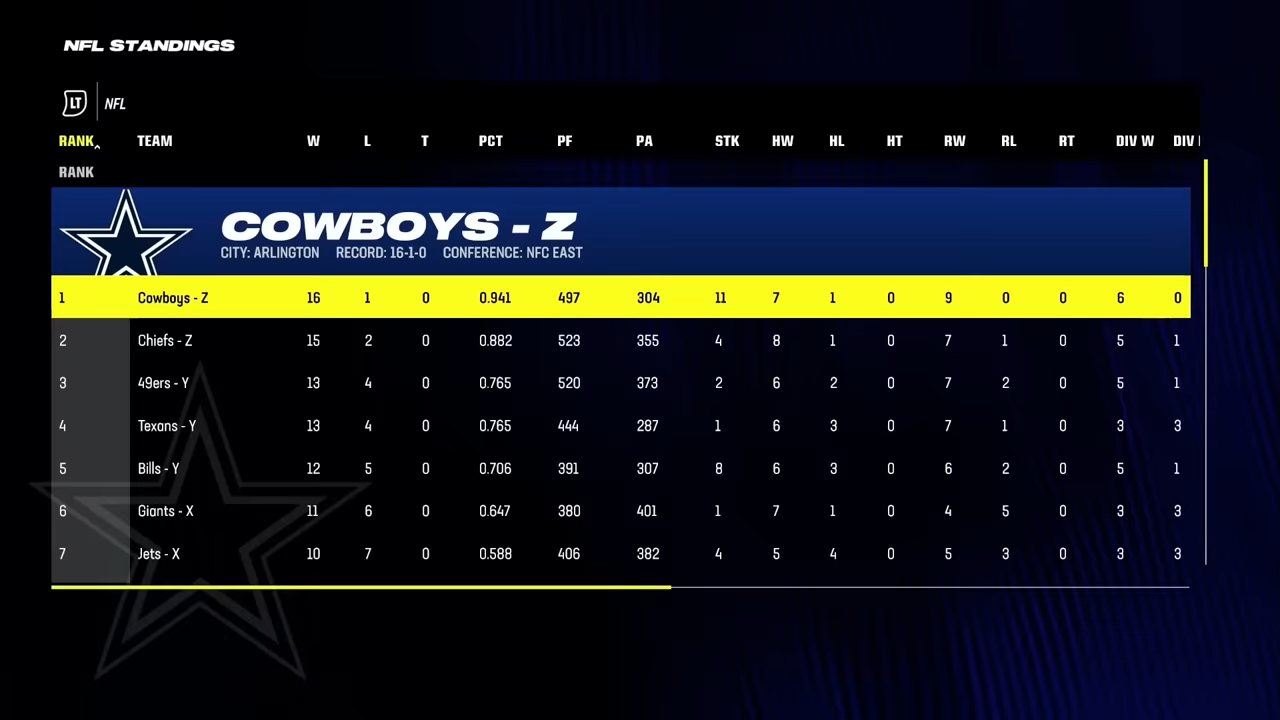 NFL STANDINGS
LT NFL
RANK TEAM W L T PCT PF PA STK HW HL HT RW RL RT DIV W DIV
RANK
COWBOYS - Z
CITY: ARLINGTON RECORD: 16-1-0 CONFERENCE: NFC EAST
1 Cowboys - Z 16 1 0 0.941 497 304 11 7 1 0 9 0 0 6 0
2 Chiefs - Z 15 2 0 0.882 523 355 4 8 1 0 7 1 0 5 1
3 49ers - Y 13 4 0 0.765 520 373 2 6 2 0 7 2 0 5 1
4 Texans - Y 13 4 0 0.765 444 287 1 6 3 0 7 1 0 3 3
5 Bills - Y 12 5 0 0.706 391 307 8 6 3 0 6 2 0 5 1
6 Giants - X 11 6 0 0.647 380 401 1 7 1 0 4 5 0 3 3
7 Jets - X 10 7 0 0.588 406 382 4 5 4 0 5 3 0 3 3